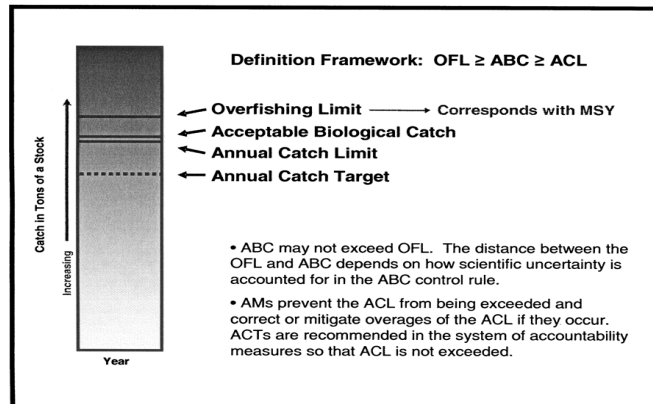 Definition Framework: OFL ≥ ABC ≥ ACL
Overfishing Limit
Corresponds with MSY
Acceptable Biological Catch
Annual Catch Limit
Annual Catch Target
Catch in Tons of a Stock
Increasing
Year
• ABC may not exceed OFL. The distance between the
OFL and ABC depends on how scientific uncertainty is
accounted for in the ABC control rule.
• AMs prevent the ACL from being exceeded and
correct or mitigate overages of the ACL if they occur.
ACTs are recommended in the system of accountability
measures so that ACL is not exceeded.